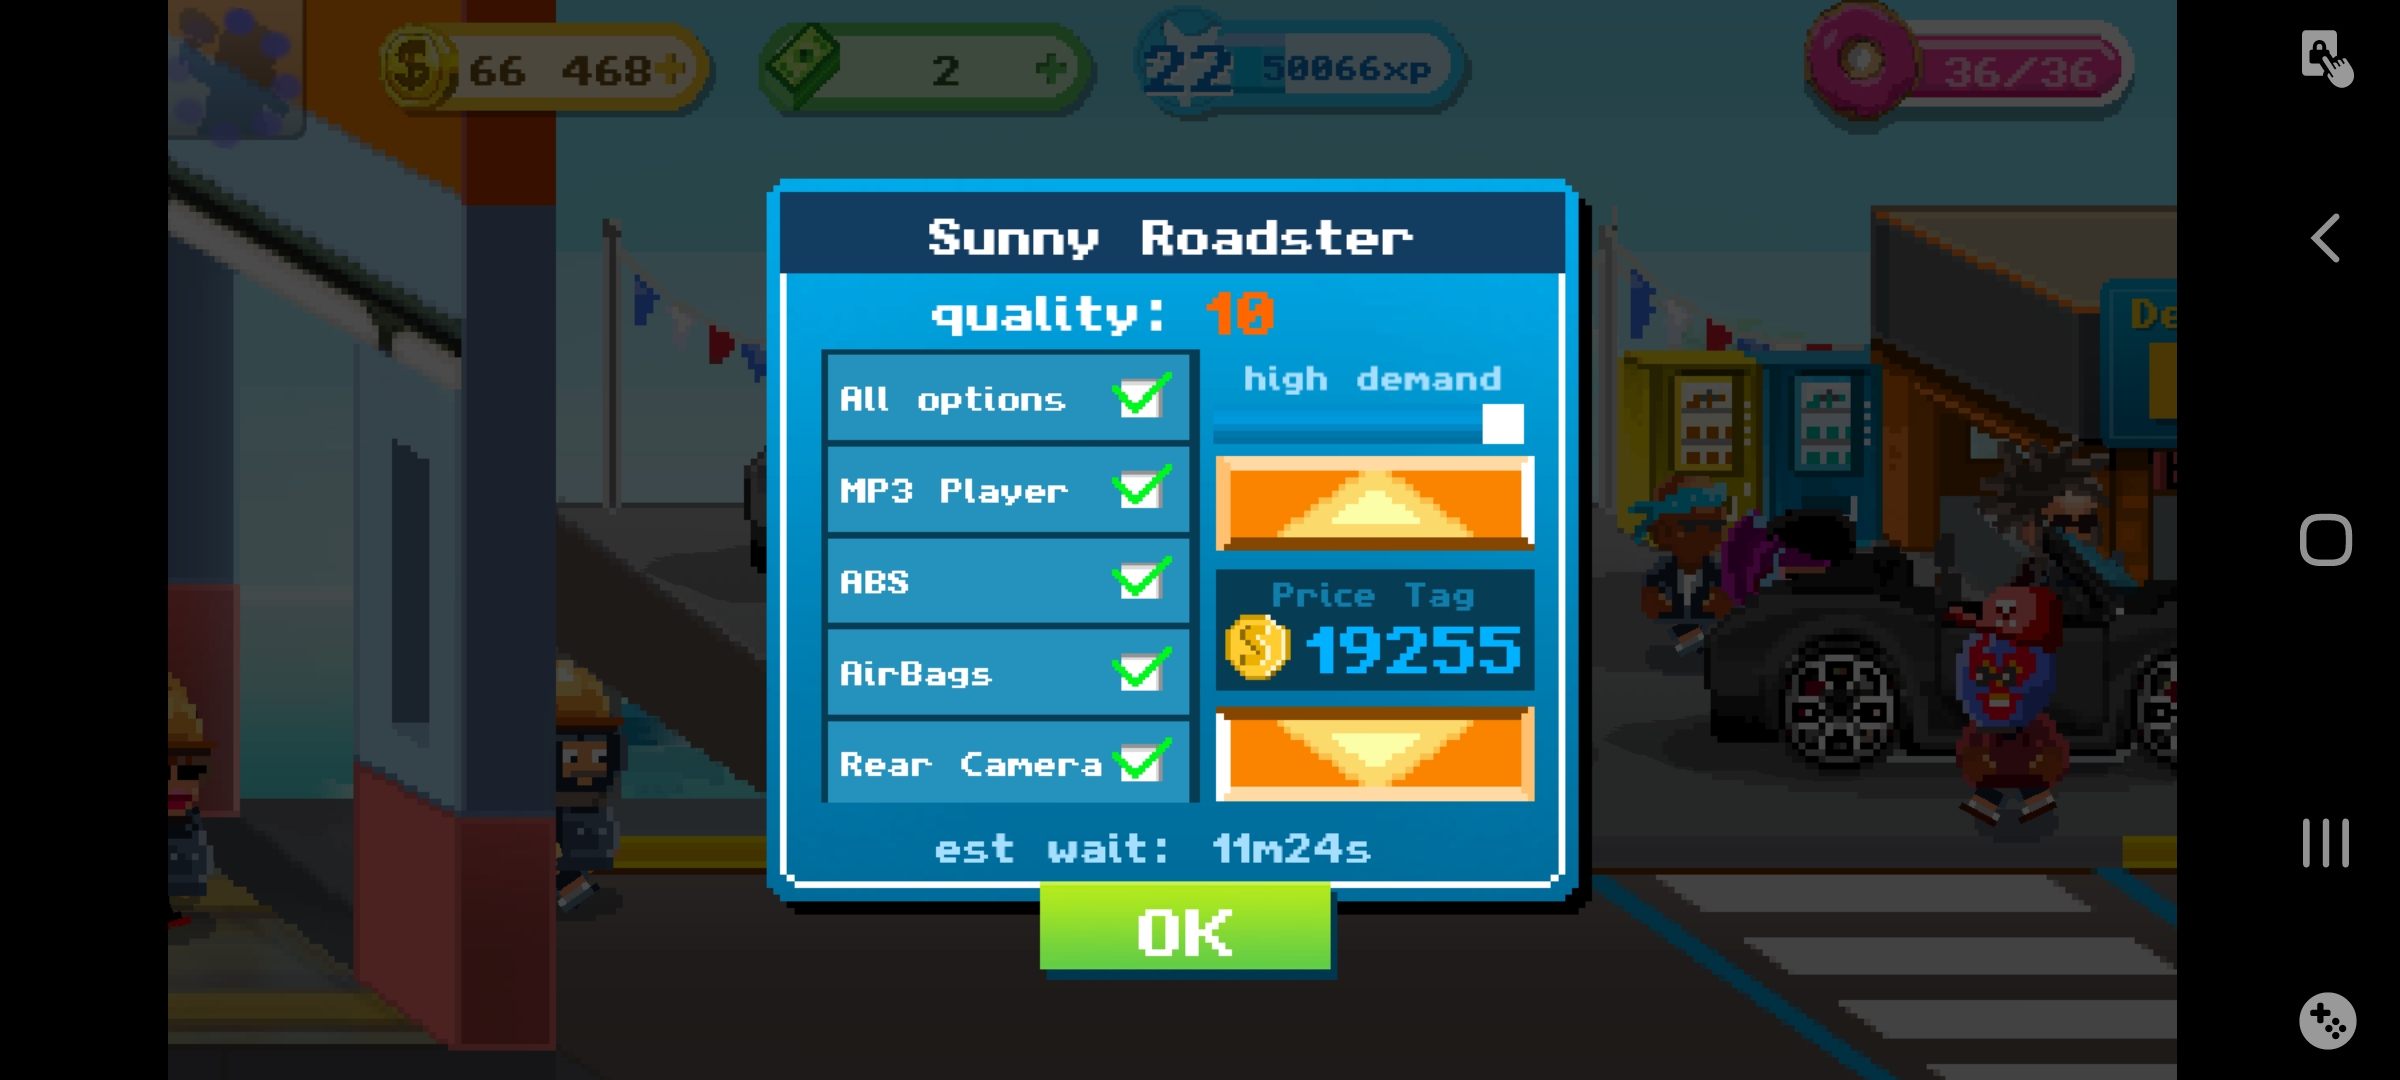 66 468+
2 +
22 50066xp
36/36
Sunny Roadster
quality: 10
All options
MP3 Player
ABS
AirBags
Rear Camera
high demand
Price Tag
19255
est wait: 11m24s
OK